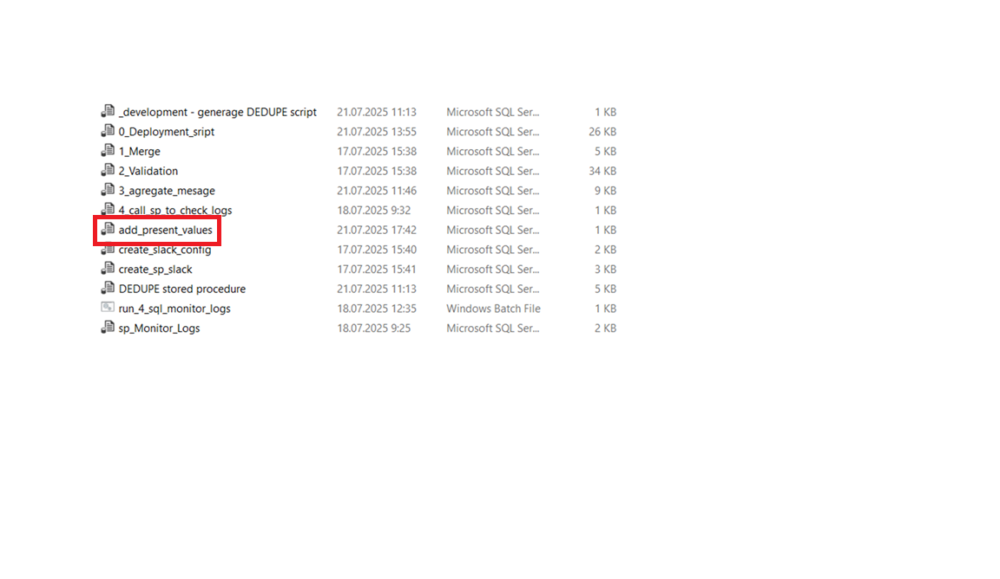 _development - generage DEDUPE script 21.07.2025 11:13 Microsoft SQL Ser... 1 KB
0_Deployment_sript 21.07.2025 13:55 Microsoft SQL Ser... 26 KB
1_Merge 17.07.2025 15:38 Microsoft SQL Ser... 5 KB
2_Validation 17.07.2025 15:38 Microsoft SQL Ser... 34 KB
3_agregate_mesage 21.07.2025 11:46 Microsoft SQL Ser... 9 KB
4_call_sp_to_check_logs 18.07.2025 9:32 Microsoft SQL Ser... 1 KB
add_present_values 21.07.2025 17:42 Microsoft SQL Ser... 1 KB
create_slack_config 17.07.2025 15:40 Microsoft SQL Ser... 2 KB
create_sp_slack 17.07.2025 15:41 Microsoft SQL Ser... 3 KB
DEDUPE stored procedure 21.07.2025 11:13 Microsoft SQL Ser... 5 KB
run_4_sql_monitor_logs 18.07.2025 12:35 Windows Batch File 1 KB
sp_Monitor_Logs 18.07.2025 9:25 Microsoft SQL Ser... 2 KB